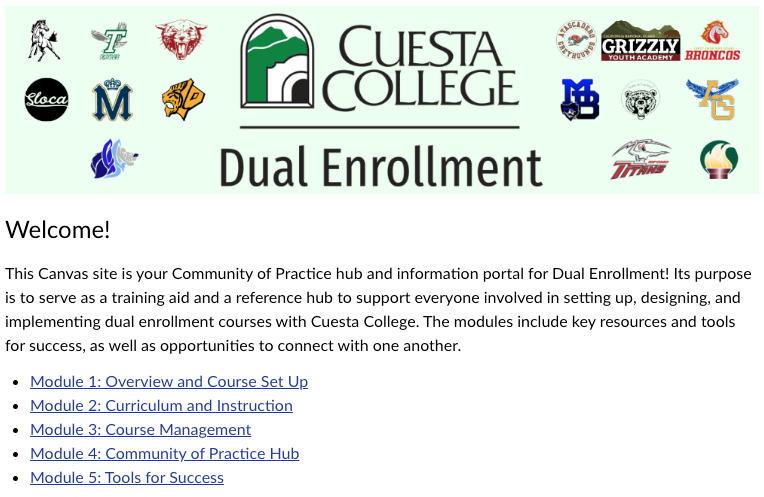 T
ATASCADERO
GREYHOUNDS
GRIZZLY
YOUTH ACADEMY
BRONCOS
CUESTA
COLLEGE
Sloca
M
MB
AG
TITANS
Dual Enrollment
Welcome!
This Canvas site is your Community of Practice hub and information portal for Dual Enrollment! Its purpose
is to serve as a training aid and a reference hub to support everyone involved in setting up, designing, and
implementing dual enrollment courses with Cuesta College. The modules include key resources and tools
for success, as well as opportunities to connect with one another.
• Module 1: Overview and Course Set Up
• Module 2: Curriculum and Instruction
• Module 3: Course Management
• Module 4: Community of Practice Hub
• Module 5: Tools for Success